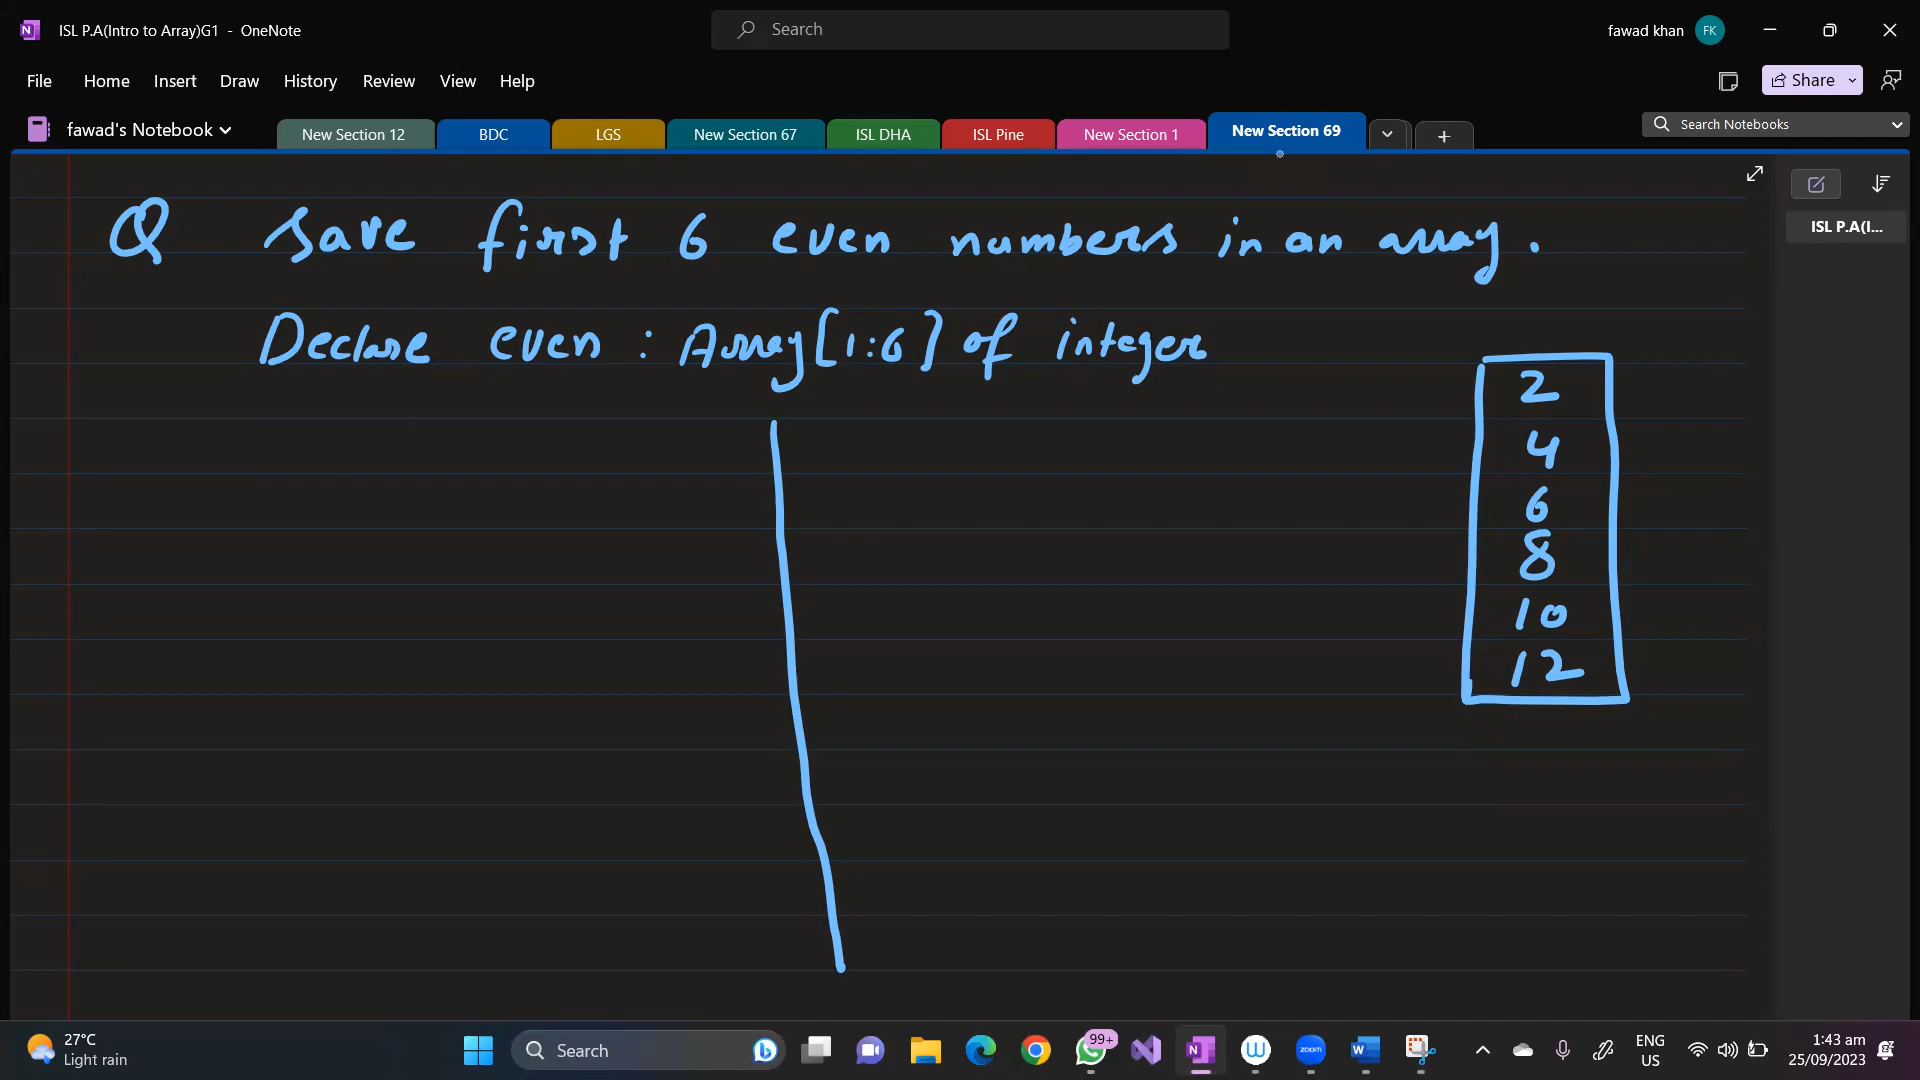 ISL P.A(Intro to Array)G1 - OneNote
Search
fawad khan FK
File Home Insert Draw History Review View Help
Share
fawad's Notebook
New Section 12 BDC LGS New Section 67 ISL DHA ISL Pine New Section 1 New Section 69
Search Notebooks
ISL P.A(I...
Q Save first 6 even numbers in an array.
Declare even : Array[1:6] of integer
2
4
6
8
10
12
27°C
Light rain
Search
99+
zoom
ENG
US
1:43 am
25/09/2023